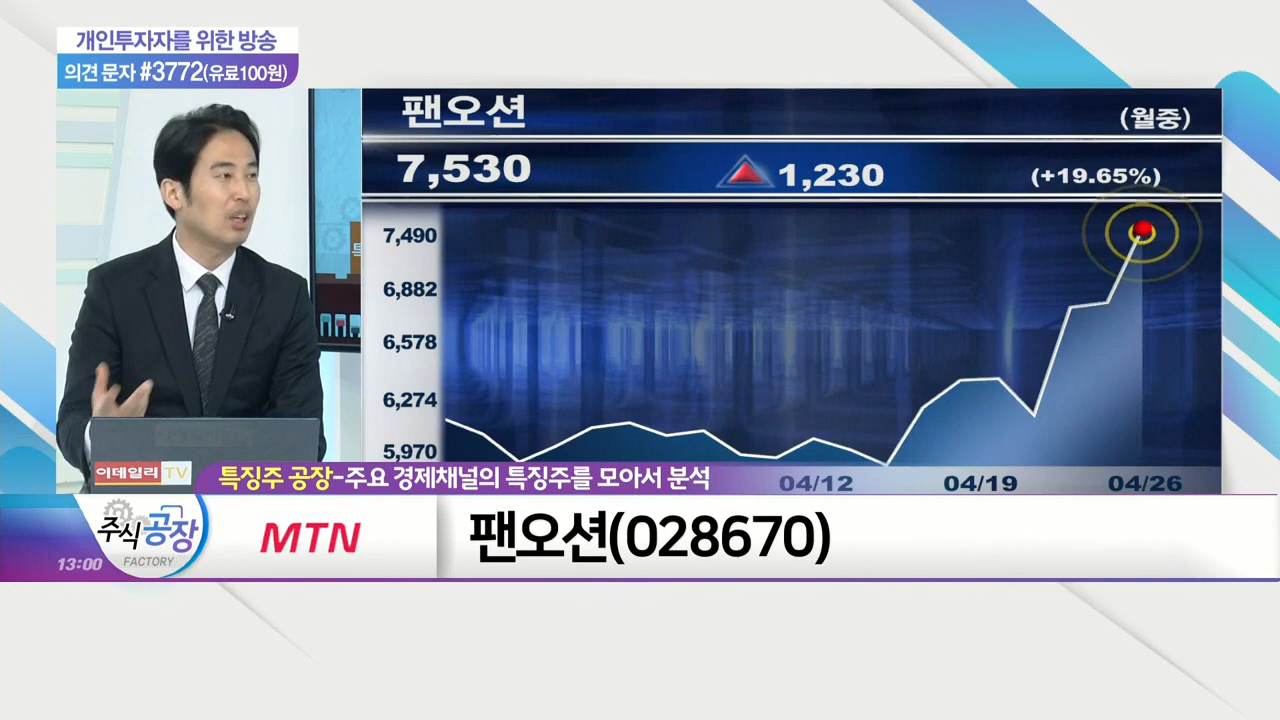 개인투자자를 위한 방송
의견 문자 #3772(유료100원)
팬오션
(월중)
7,530
1,230
(+19.65%)
7,490
6,882
6,578
6,274
5,970
04/12
04/19
04/26
이데일리 TV
특징주 공장-주요 경제채널의 특징주를 모아서 분석
주식공장
FACTORY
13:00
MTN
팬오션(028670)